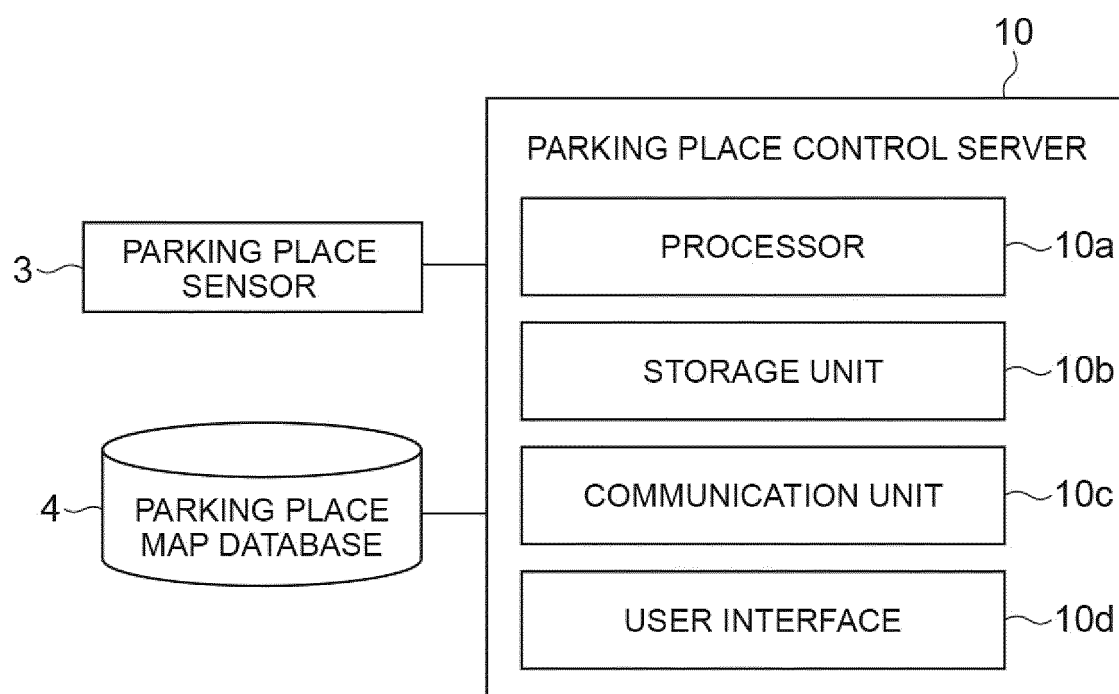 10
PARKING PLACE CONTROL SERVER
PROCESSOR
10a
3
PARKING PLACE
SENSOR
STORAGE UNIT
10b
4
PARKING PLACE
MAP DATABASE
COMMUNICATION UNIT
10c
USER INTERFACE
10d